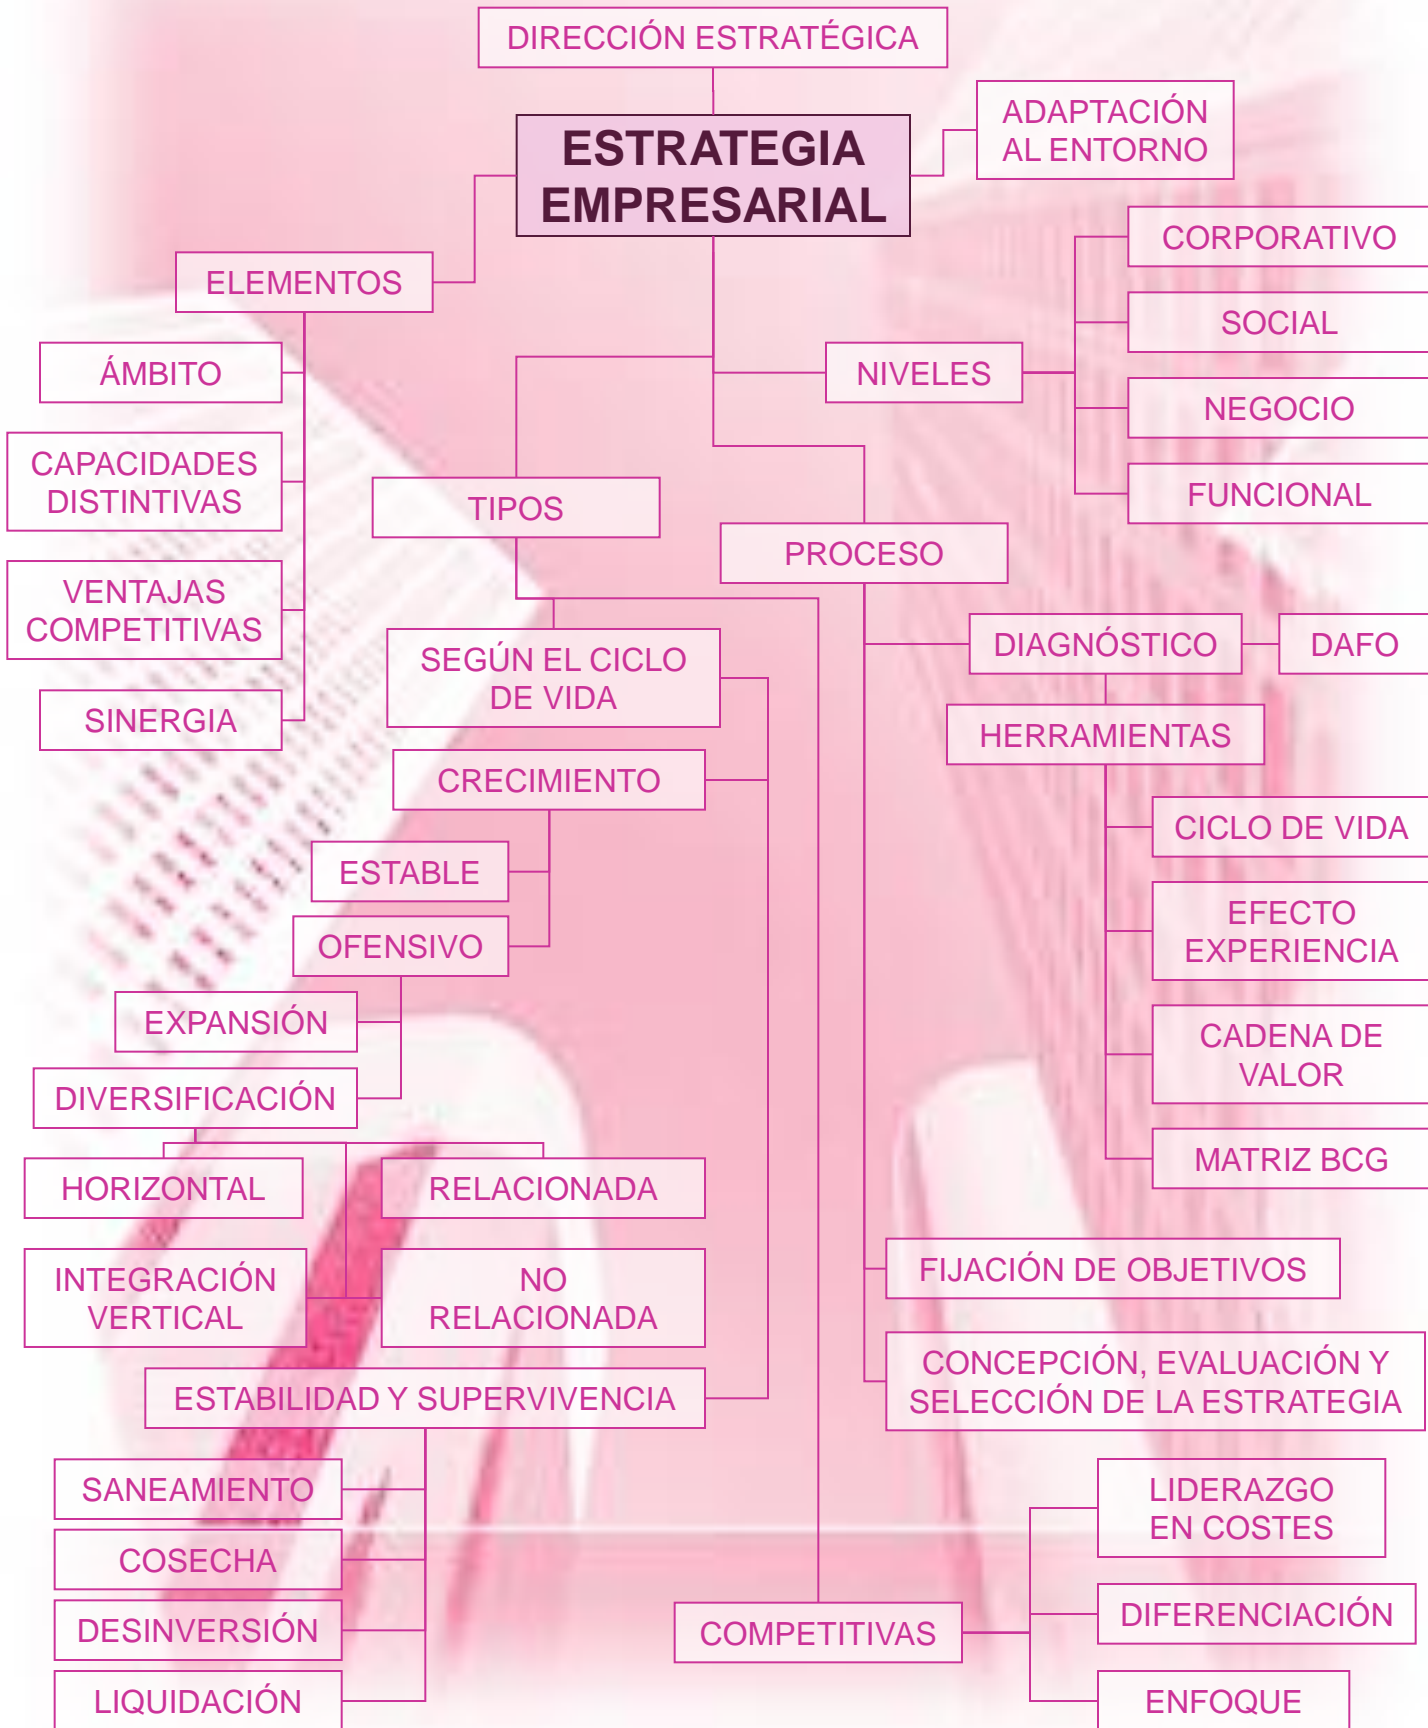 DIRECCIÓN ESTRATÉGICA
ESTRATEGIA
EMPRESARIAL
ADAPTACIÓN
AL ENTORNO
ELEMENTOS
ÁMBITO
CAPACIDADES
DISTINTIVAS
VENTAJAS
COMPETITIVAS
SINERGIA
NIVELES
CORPORATIVO
SOCIAL
NEGOCIO
FUNCIONAL
TIPOS
SEGÚN EL CICLO
DE VIDA
CRECIMIENTO
ESTABLE
OFENSIVO
EXPANSIÓN
DIVERSIFICACIÓN
HORIZONTAL
RELACIONADA
INTEGRACIÓN
VERTICAL
NO
RELACIONADA
ESTABILIDAD Y SUPERVIVENCIA
SANEAMIENTO
COSECHA
DESINVERSIÓN
LIQUIDACIÓN
PROCESO
DIAGNÓSTICO
DAFO
HERRAMIENTAS
CICLO DE VIDA
EFECTO
EXPERIENCIA
CADENA DE
VALOR
MATRIZ BCG
FIJACIÓN DE OBJETIVOS
CONCEPCIÓN, EVALUACIÓN Y
SELECCIÓN DE LA ESTRATEGIA
COMPETITIVAS
LIDERAZGO
EN COSTES
DIFERENCIACIÓN
ENFOQUE